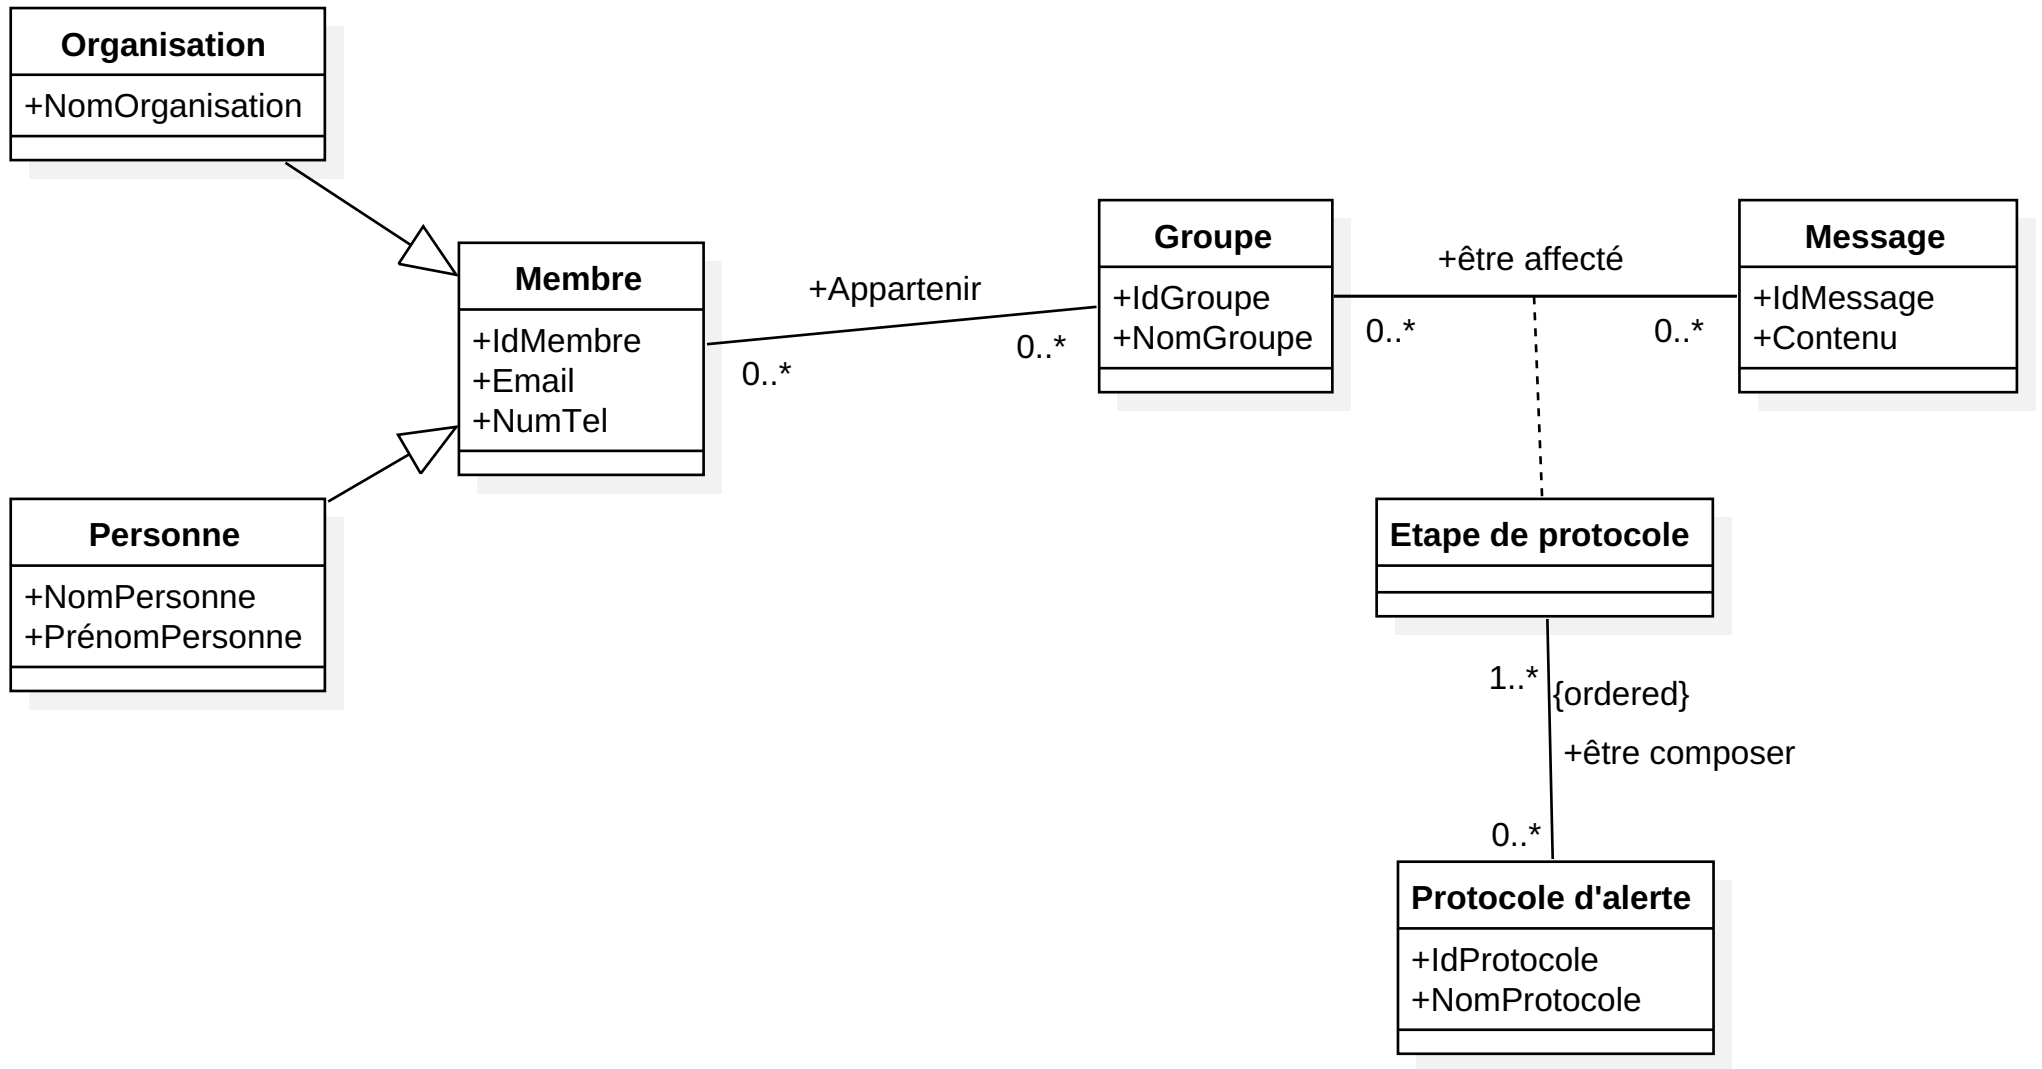 Organisation
+NomOrganisation
Membre
+IdMembre
+Email
+NumTel
Personne
+NomPersonne
+PrénomPersonne
+Appartenir
0..*
0..*
Groupe
+IdGroupe
+NomGroupe
+être affecté
0..*
0..*
Message
+IdMessage
+Contenu
Etape de protocole
1..*
{ordered}
+être composer
0..*
Protocole d'alerte
+IdProtocole
+NomProtocole